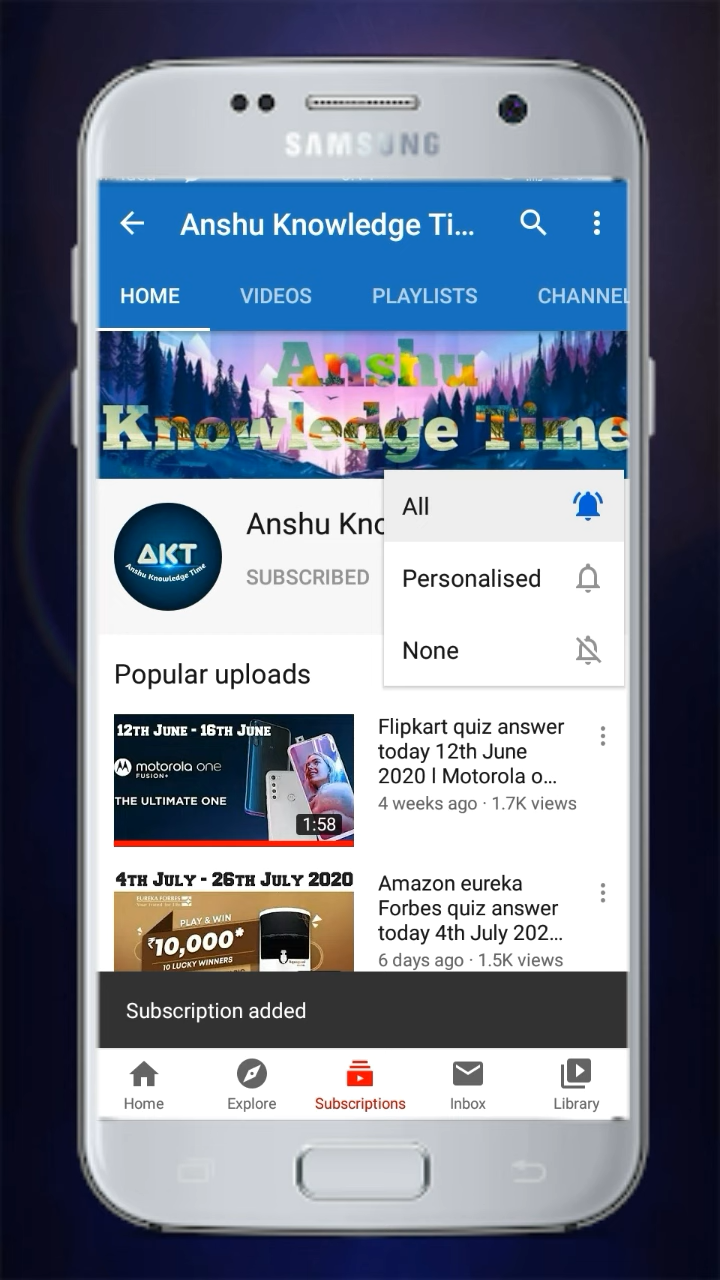 SAMSUNG
Anshu Knowledge Ti...
HOME VIDEOS PLAYLISTS CHANNEL
Anshu
Knowledge Time
All
Anshu Kno
AKT
Anshu Knowledge Time
SUBSCRIBED
Personalised
None
Popular uploads
12TH JUNE - 16TH JUNE
motorola one
FUSION+
THE ULTIMATE ONE
1:58
Flipkart quiz answer
today 12th June
2020 l Motorola o...
4 weeks ago · 1.7K views
4TH JULY - 26TH JULY 2020
EUREKA FORBES
PLAY & WIN
₹10,000*
10 LUCKY WINNERS
Amazon eureka
Forbes quiz answer
today 4th July 202...
6 days ago · 1.5K views
Subscription added
Home Explore Subscriptions Inbox Library